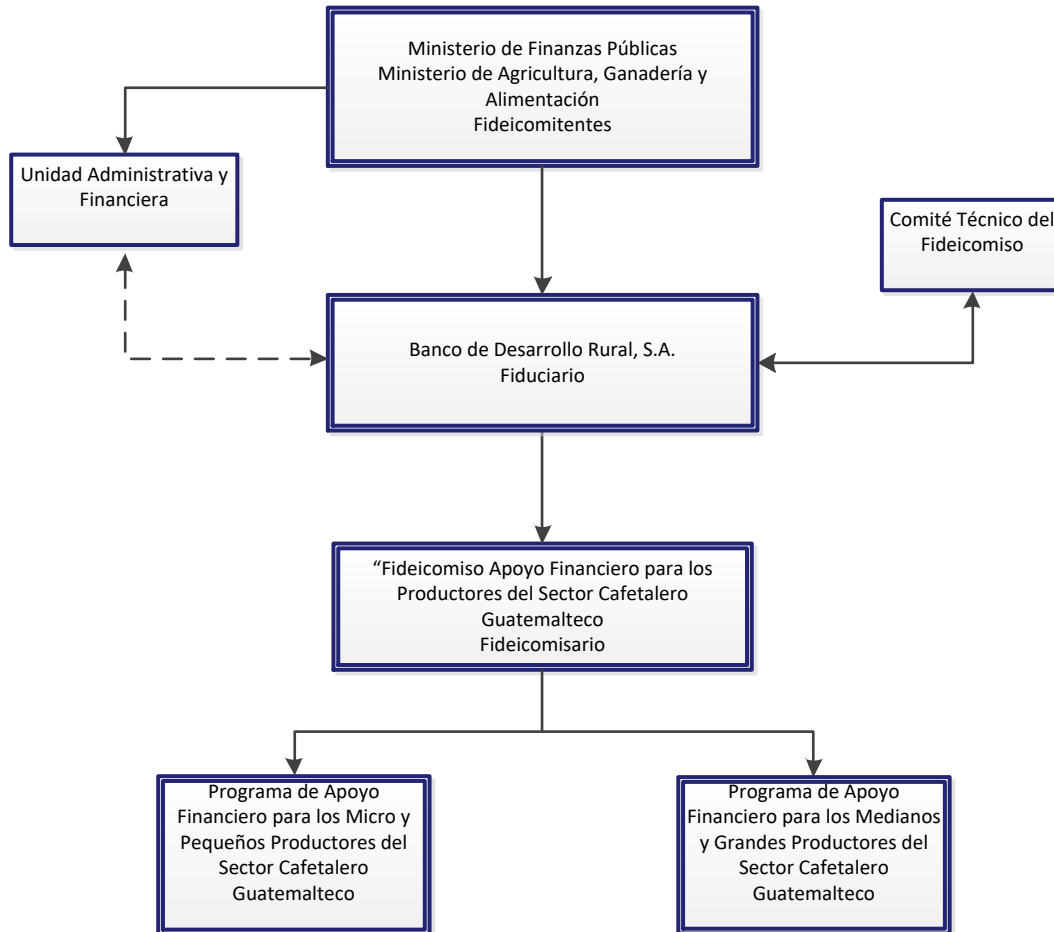 Ministerio de Finanzas Públicas
Ministerio de Agricultura, Ganadería y
Alimentación
Fideicomitentes
Unidad Administrativa y
Financiera
Comité Técnico del
Fideicomiso
Banco de Desarrollo Rural, S.A.
Fiduciario
“Fideicomiso Apoyo Financiero para los
Productores del Sector Cafetalero
Guatemalteco
Fideicomisario
Programa de Apoyo
Financiero para los Micro y
Pequeños Productores del
Sector Cafetalero
Guatemalteco
Programa de Apoyo
Financiero para los Medianos
y Grandes Productores del
Sector Cafetalero
Guatemalteco